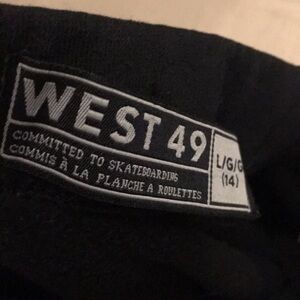 WEST 49
COMMITTED TO SKATEBOARDING
COMMIS À LA PLANCHE A ROULETTES
L/G/G
(14)